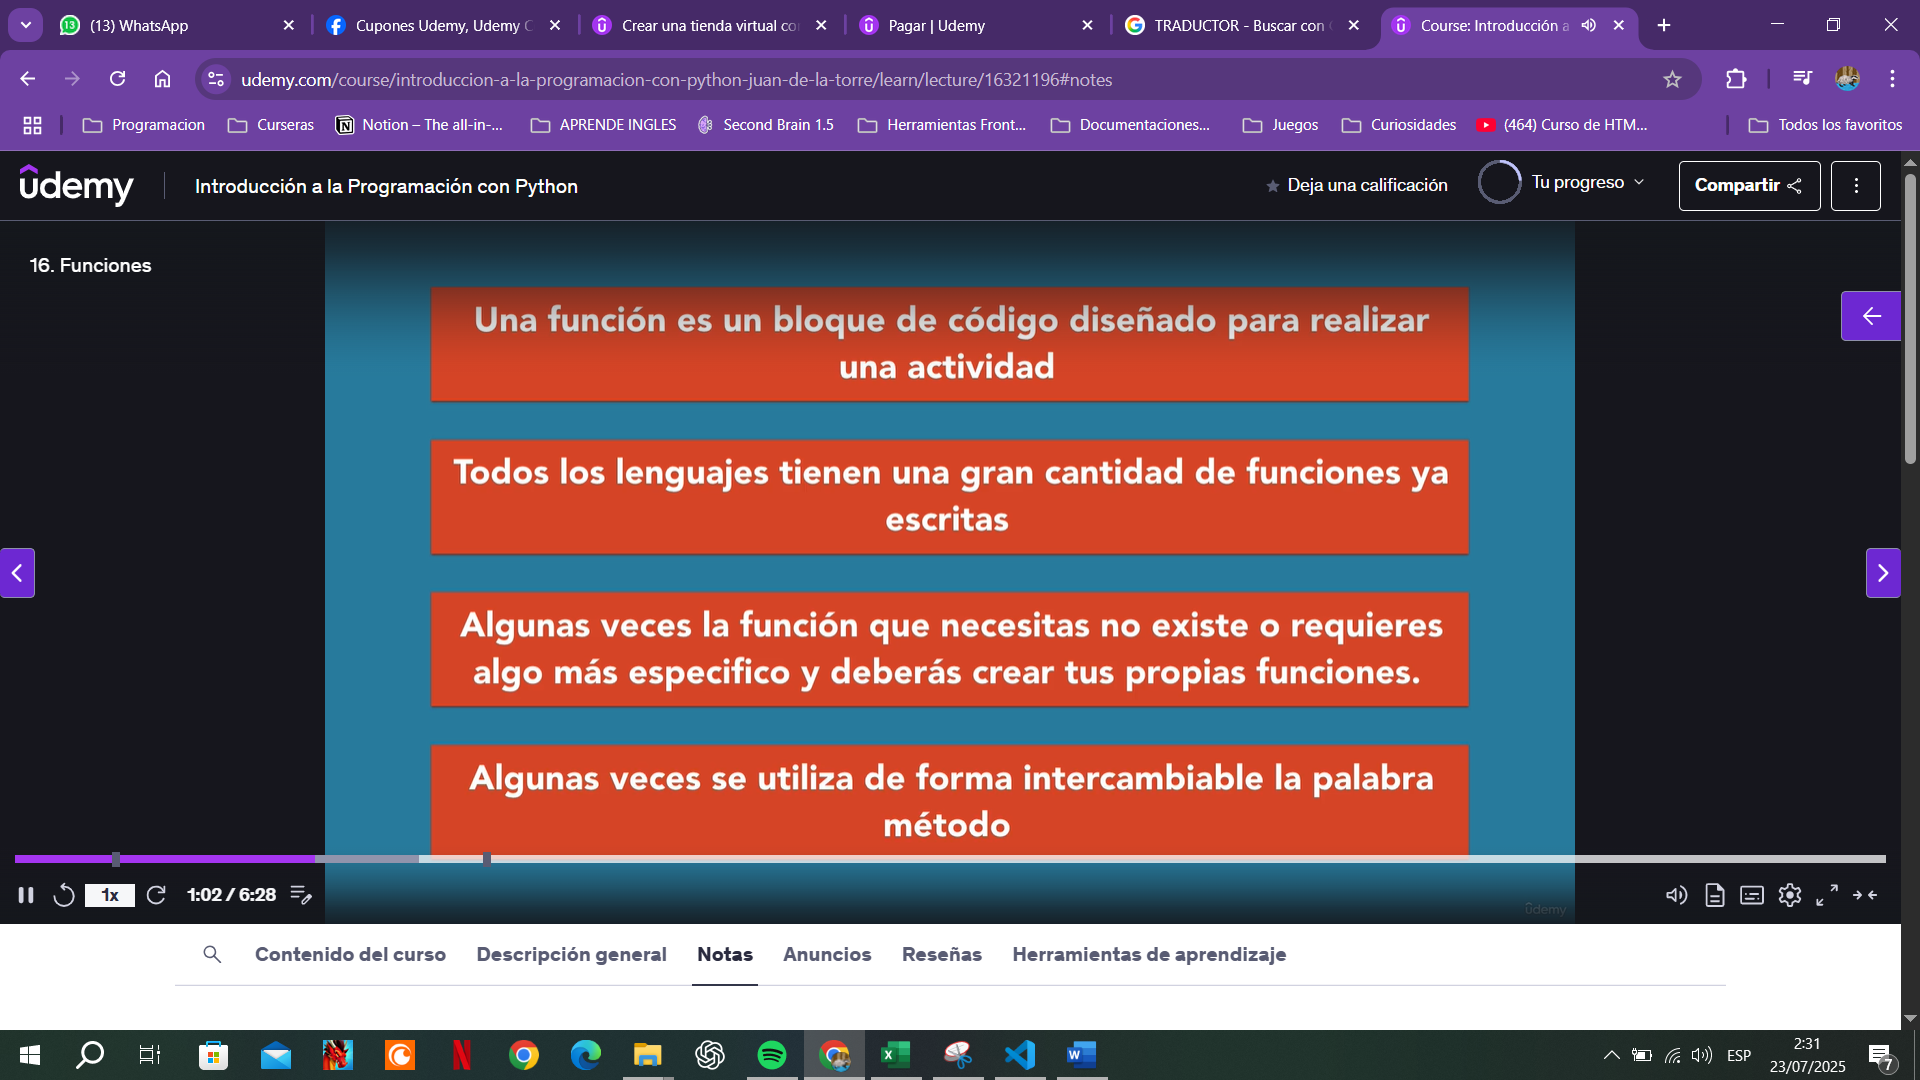 (13) WhatsApp
Cupones Udemy, Udemy C
Crear una tienda virtual co
Pagar | Udemy
TRADUCTOR - Buscar con
Course: Introducción a
udemy.com/course/introduccion-a-la-programacion-con-python-juan-de-la-torre/learn/lecture/16321196#notes
Programacion
Curseras
Notion – The all-in-...
APRENDE INGLES
Second Brain 1.5
Herramientas Front...
Documentaciones...
Juegos
Curiosidades
(464) Curso de HTM...
Todos los favoritos
udemy
Introducción a la Programación con Python
Deja una calificación
Tu progreso
Compartir
16. Funciones
Una función es un bloque de código diseñado para realizar
una actividad
Todos los lenguajes tienen una gran cantidad de funciones ya
escritas
Algunas veces la función que necesitas no existe o requieres
algo más especifico y deberás crear tus propias funciones.
Algunas veces se utiliza de forma intercambiable la palabra
método
1x
1:02 / 6:28
udemy
Contenido del curso
Descripción general
Notas
Anuncios
Reseñas
Herramientas de aprendizaje
ESP
2:31
23/07/2025
7